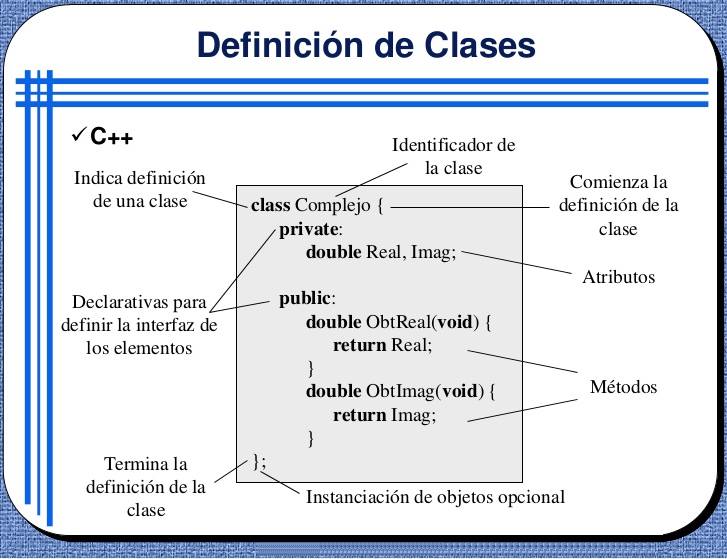 Definición de Clases
✓C++
Identificador de
la clase
Indica definición
de una clase
Comienza la
definición de la
clase
class Complejo {
private:
double Real, Imag;
Atributos
Declarativas para
definir la interfaz de
los elementos
public:
double ObtReal(void) {
return Real;
}
double ObtImag(void) {
return Imag;
}
};
Métodos
Termina la
definición de la
clase
Instanciación de objetos opcional